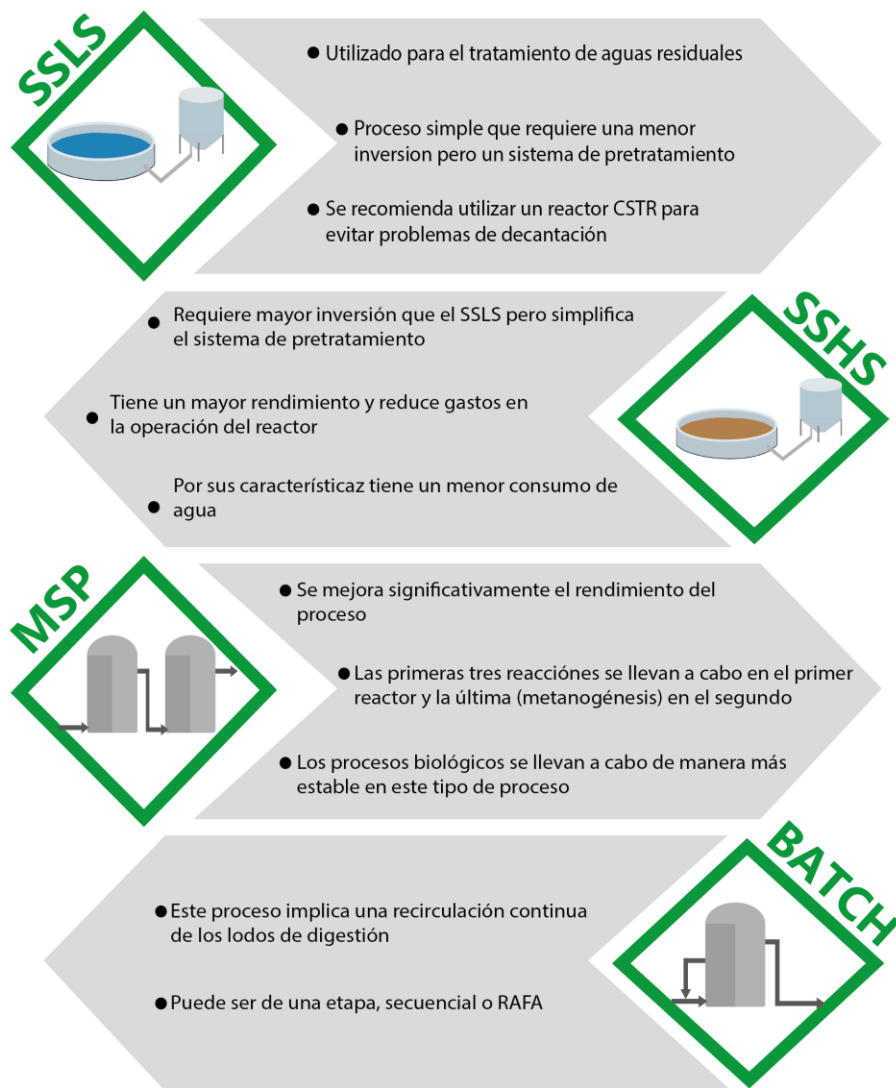 SSLS
● Utilizado para el tratamiento de aguas residuales
● Proceso simple que requiere una menor
inversion pero un sistema de pretratamiento
● Se recomienda utilizar un reactor CSTR para
evitar problemas de decantación
SSHS
● Requiere mayor inversión que el SSLS pero simplifica
el sistema de pretratamiento
● Tiene un mayor rendimiento y reduce gastos en
la operación del reactor
● Por sus característicaz tiene un menor consumo de
agua
MSP
● Se mejora significativamente el rendimiento del
proceso
● Las primeras tres reacciónes se llevan a cabo en el primer
reactor y la última (metanogénesis) en el segundo
● Los procesos biológicos se llevan a cabo de manera más
estable en este tipo de proceso
BATCH
● Este proceso implica una recirculación continua
de los lodos de digestión
● Puede ser de una etapa, secuencial o RAFA